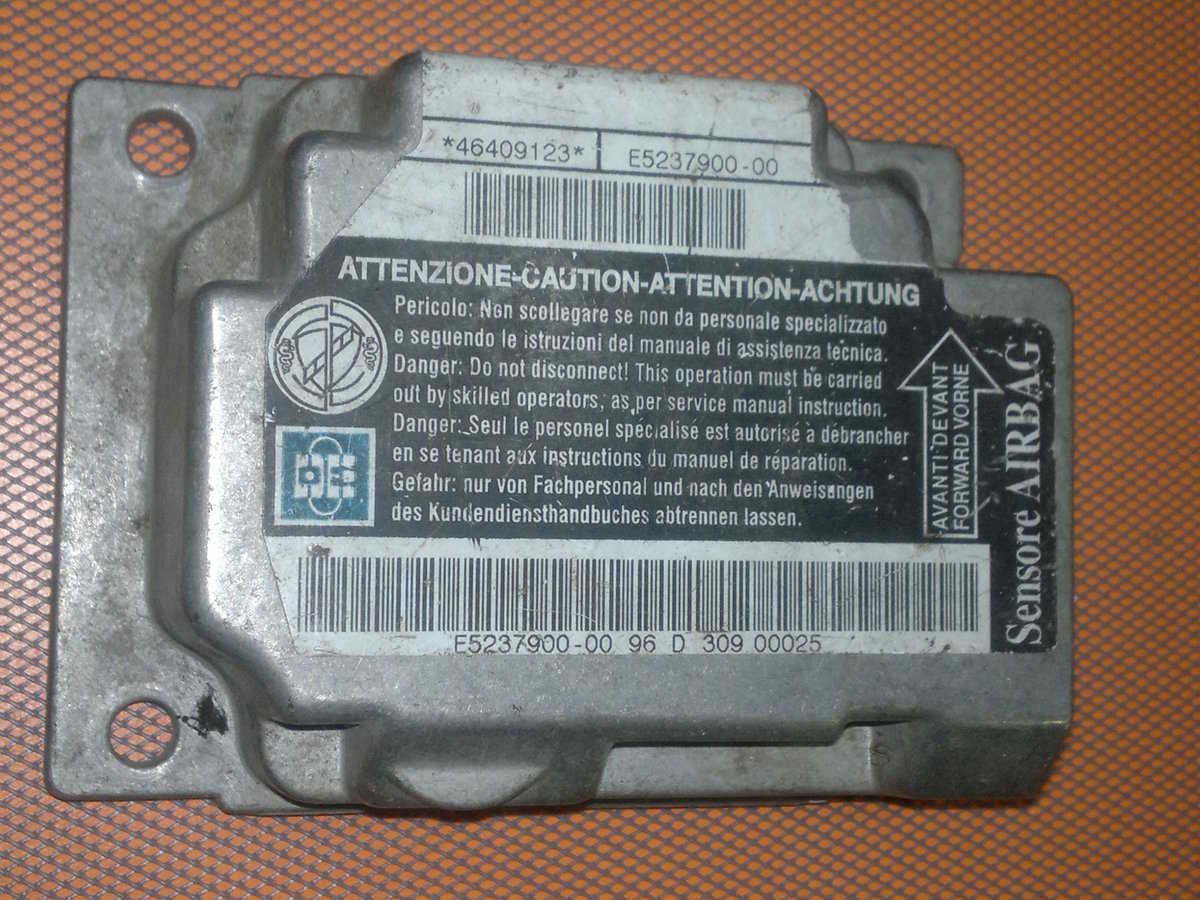 *46409123* E5237900-00
ATTENZIONE-CAUTION-ATTENTION-ACHTUNG
Pericolo: Non scollegare se non da personale specializzato
e seguendo le istruzioni del manuale di assistenza tecnica.
Danger: Do not disconnect! This operation must be carried
out by skilled operators, as per service manual instruction.
Danger: Seul le personel spécialisé est autorisé à débrancher
en se tenant aux instructions du manuel de réparation.
Gefahr: nur von Fachpersonal und nach den Anweisungen
des Kundendiensthandbuches abtrennen lassen.
AVANTI DEVANT
FORWARD VORNE
Sensore AIRBAG
E5237900-00 96 D 309 00025